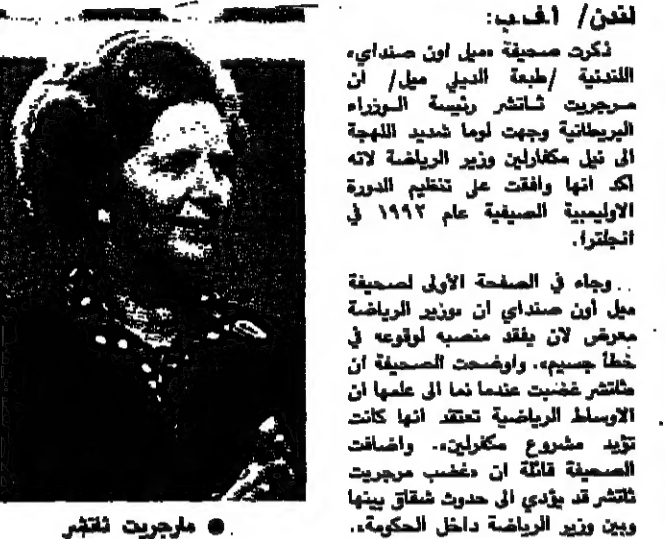 لندن/ أ.ف.ب:
ذكرت صحيفة «ميل اون صنداي»
اللندنية /طبعة الديلي ميل/ ان
مرجريت ثاتشر رئيسة الوزراء
البريطانية وجهت لوما شديد اللهجة
الى نيل مكفارلين وزير الرياضة لانه
اكد انها وافقت على تنظيم الدورة
الاوليمبية الصيفية عام ١٩٩٢ في
انجلترا.
وجاء في الصفحة الأولى لصحيفة
ميل أون صنداي ان «وزير الرياضة
معرض لان يفقد منصبه لوقوعه في
خطأ جسيم». واوضحت الصحيفة ان
«ثاتشر غضبت عندما نما الى علمها ان
الاوساط الرياضية تعتقد انها كانت
تؤيد مشروع مكفرلين». واضافت
الصحيفة قائلة ان «غضب مرجريت
ثاتشر قد يؤدي الى حدوث شقاق بينها
وبين وزير الرياضة داخل الحكومة».
● مارجريت ثاتشر